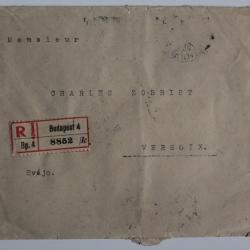 Monsieur
CHARLES ZOBRIST
R Budapest 4
Bp. 4 8852
VERSOIX.
Svájc.